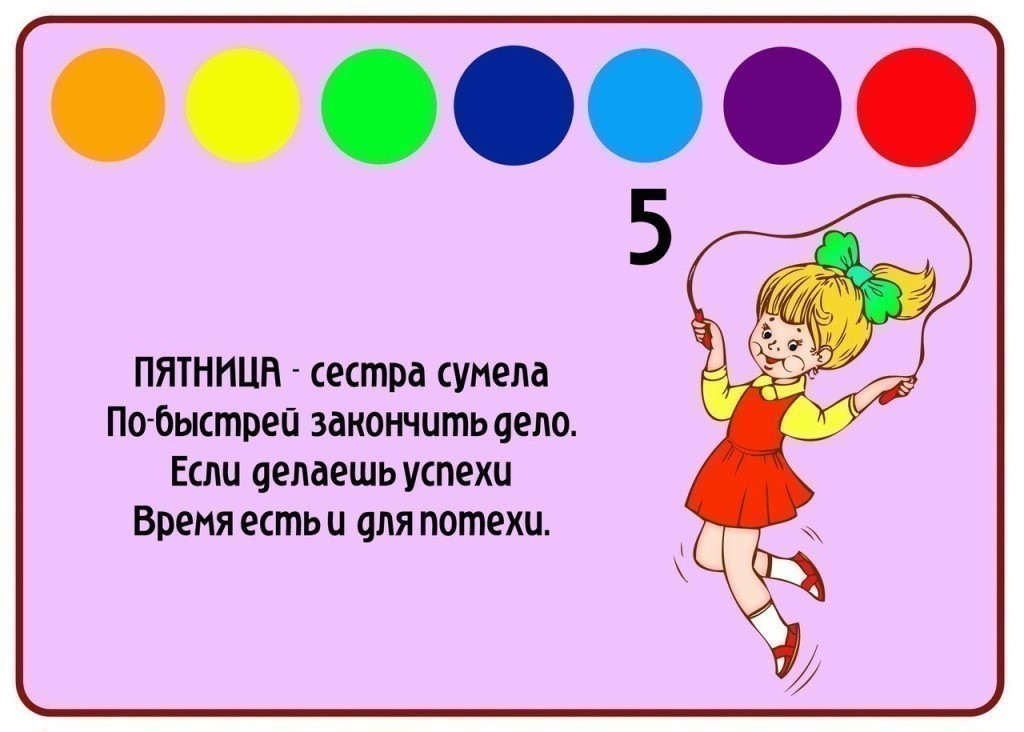 5
ПЯТНИЦА - сестра сумела
По-быстрей закончить дело.
Если делаешь успехи
Время есть и для потехи.